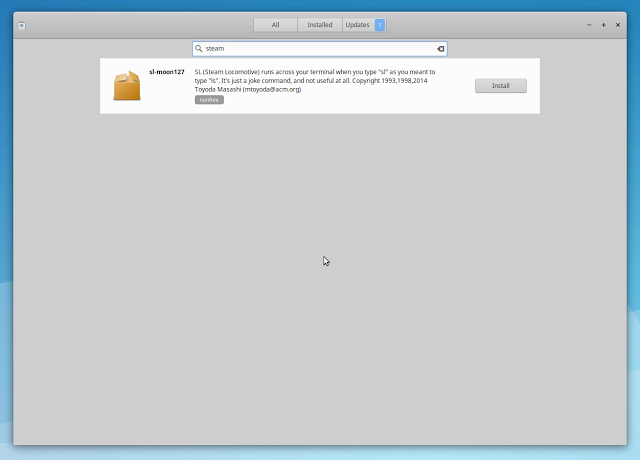 All Installed Updates 1
steam
sl-moon127
SL (Steam Locomotive) runs across your terminal when you type "sl" as you meant to
type "ls". It's just a joke command, and not useful at all. Copyright 1993,1998,2014
Toyoda Masashi (mtoyoda@acm.org)
nonfree
Install